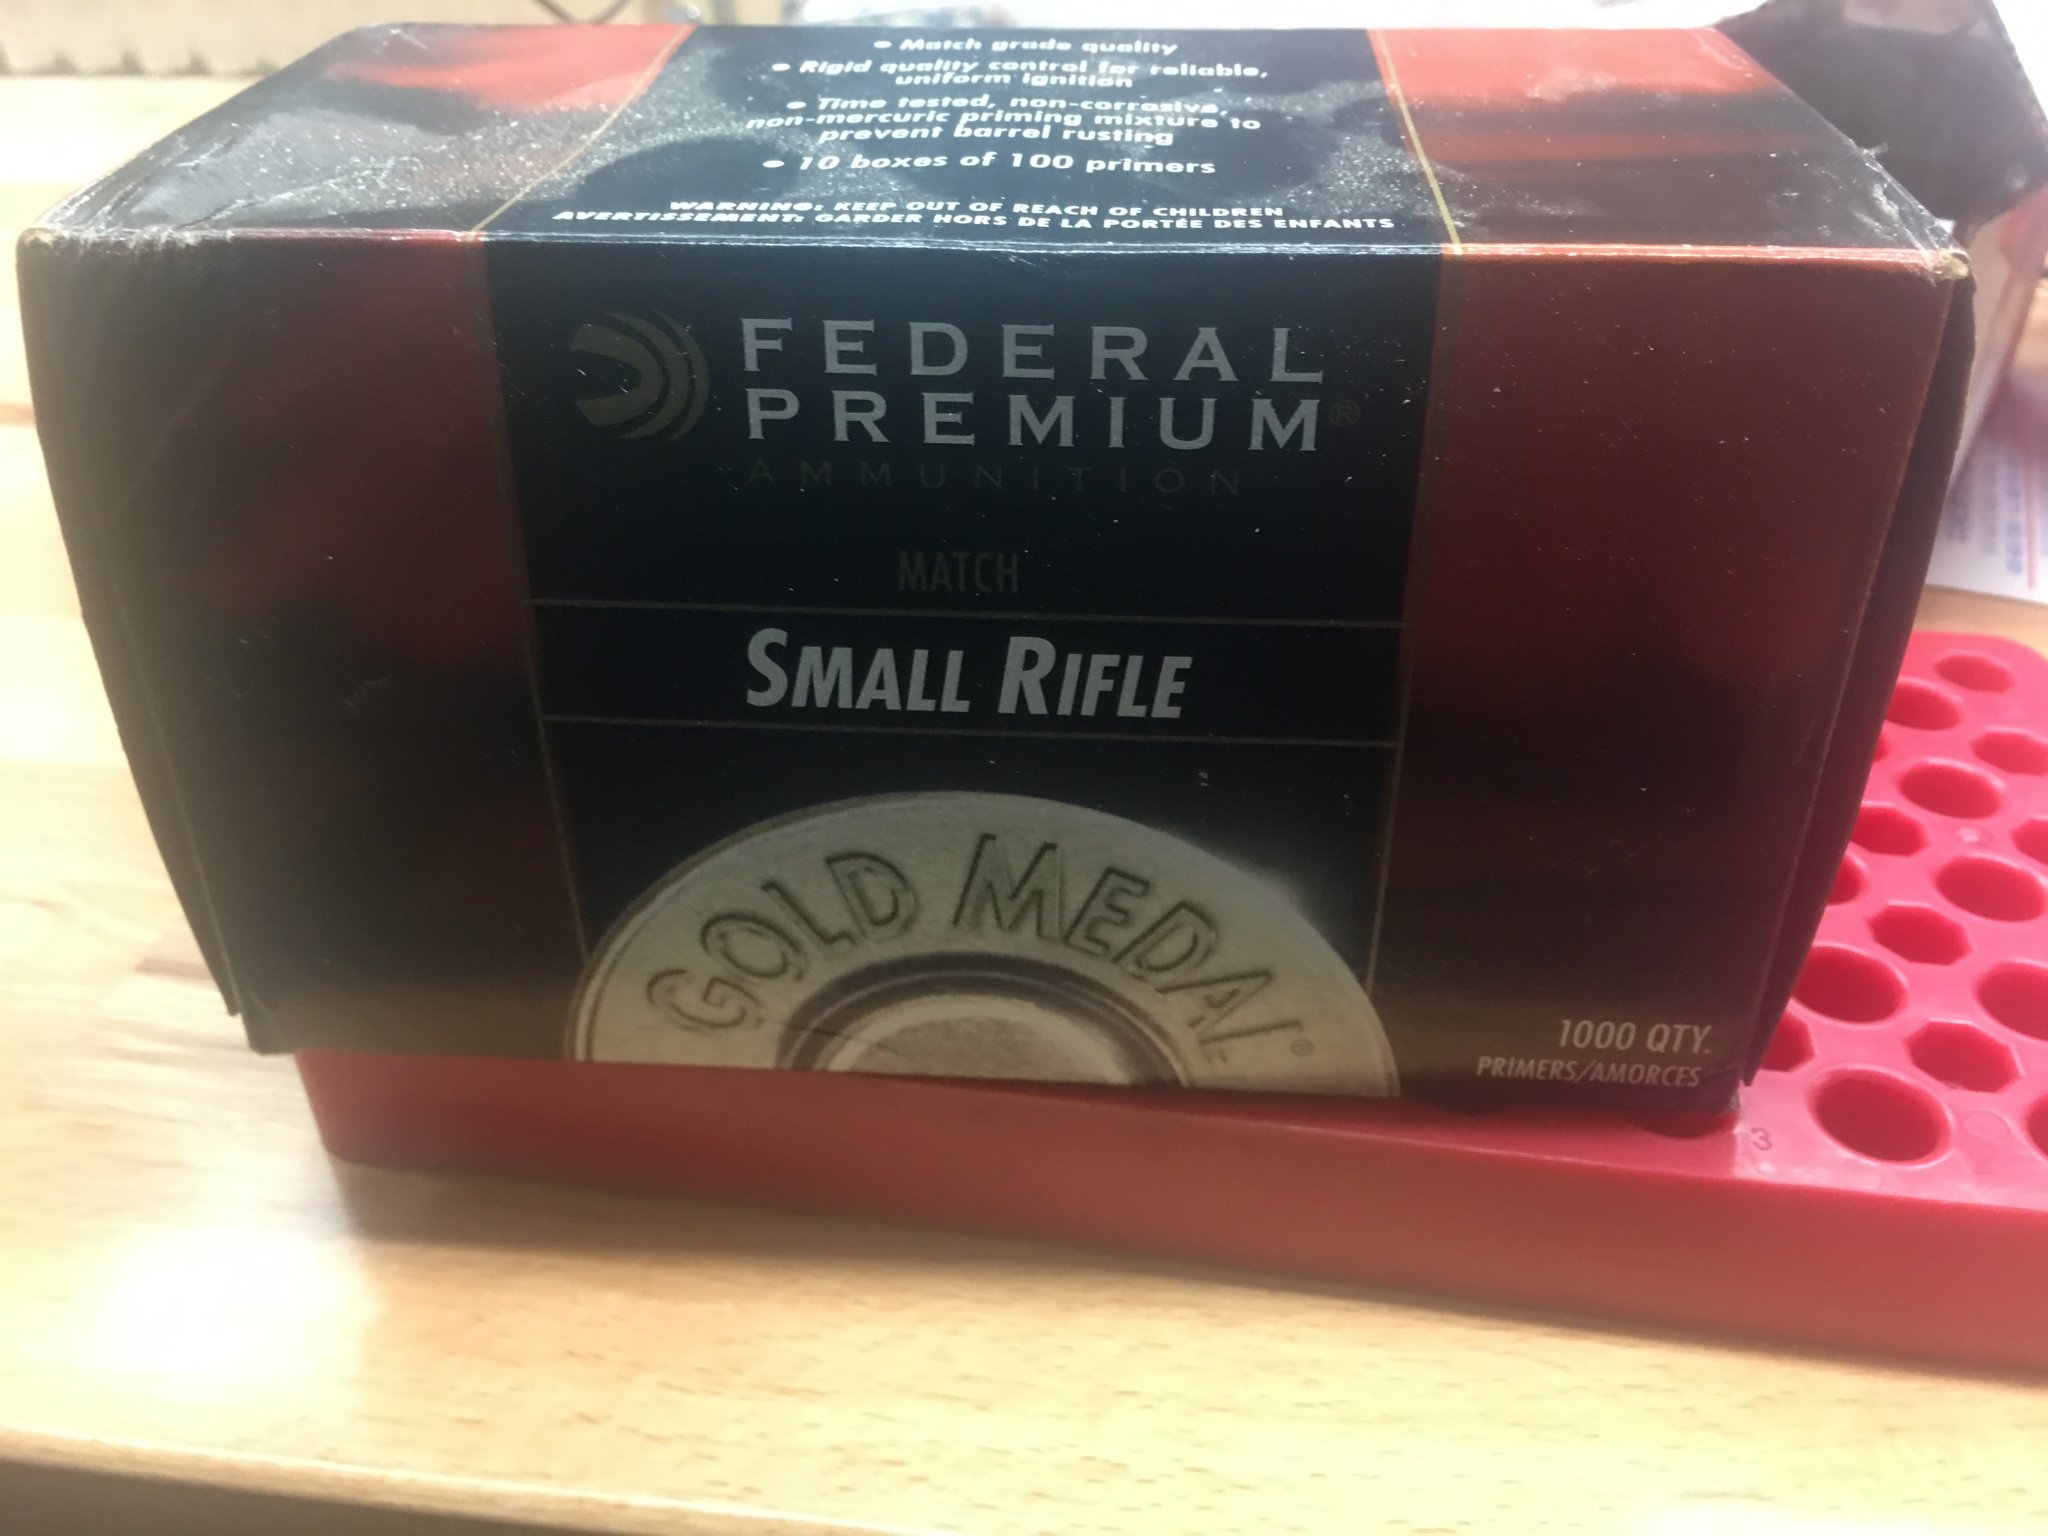 • Match grade quality
• Rigid quality control for reliable,
uniform ignition
• Time tested, non-corrosive,
non-mercuric priming mixture to
prevent barrel rusting
• 10 boxes of 100 primers
WARNING: KEEP OUT OF REACH OF CHILDREN
AVERTISSEMENT: GARDER HORS DE LA PORTÉE DES ENFANTS
FEDERAL
PREMIUM®
AMMUNITION
MATCH
SMALL RIFLE
GOLD MEDAL®
1000 QTY.
PRIMERS/AMORCES
3